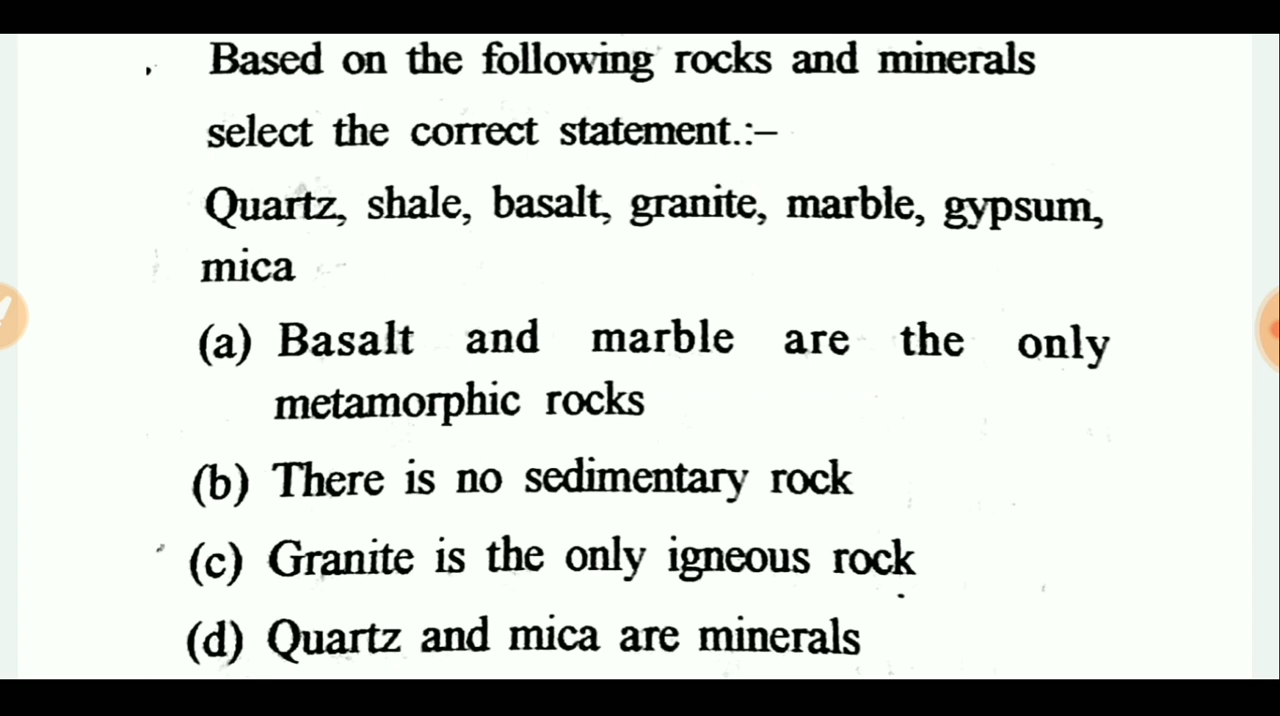 Based on the following rocks and minerals
select the correct statement.:–
Quartz, shale, basalt, granite, marble, gypsum,
mica
(a) Basalt and marble are the only
metamorphic rocks
(b) There is no sedimentary rock
(c) Granite is the only igneous rock
(d) Quartz and mica are minerals